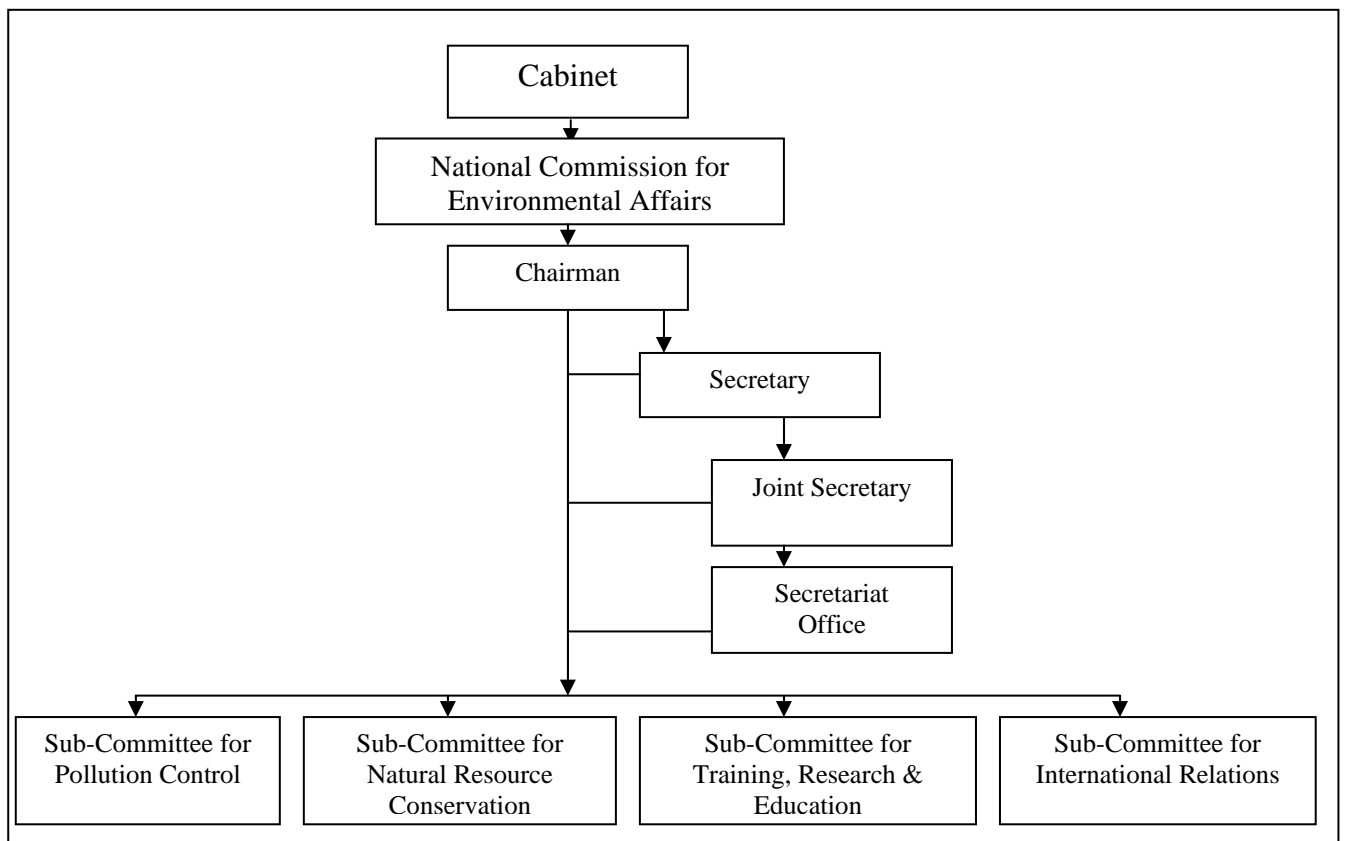 Cabinet
National Commission for
Environmental Affairs
Chairman
Secretary
Joint Secretary
Secretariat
Office
Sub-Committee for
Pollution Control
Sub-Committee for
Natural Resource
Conservation
Sub-Committee for
Training, Research &
Education
Sub-Committee for
International Relations